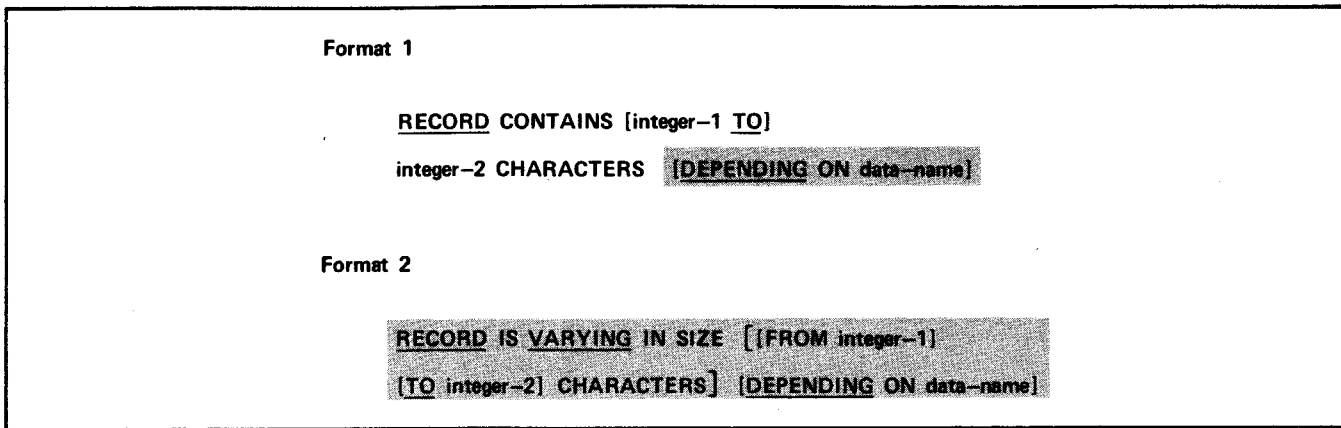 Format 1
RECORD CONTAINS [integer–1 TO]
integer–2 CHARACTERS [DEPENDING ON data–name]
Format 2
RECORD IS VARYING IN SIZE [[FROM integer–1]
[TO integer–2] CHARACTERS] [DEPENDING ON data–name]